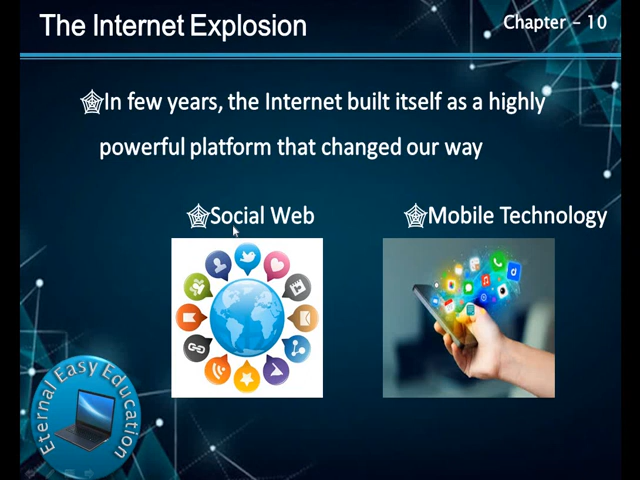 The Internet Explosion
Chapter - 10
In few years, the Internet built itself as a highly
powerful platform that changed our way
Social Web
Mobile Technology
Eternal Easy Education